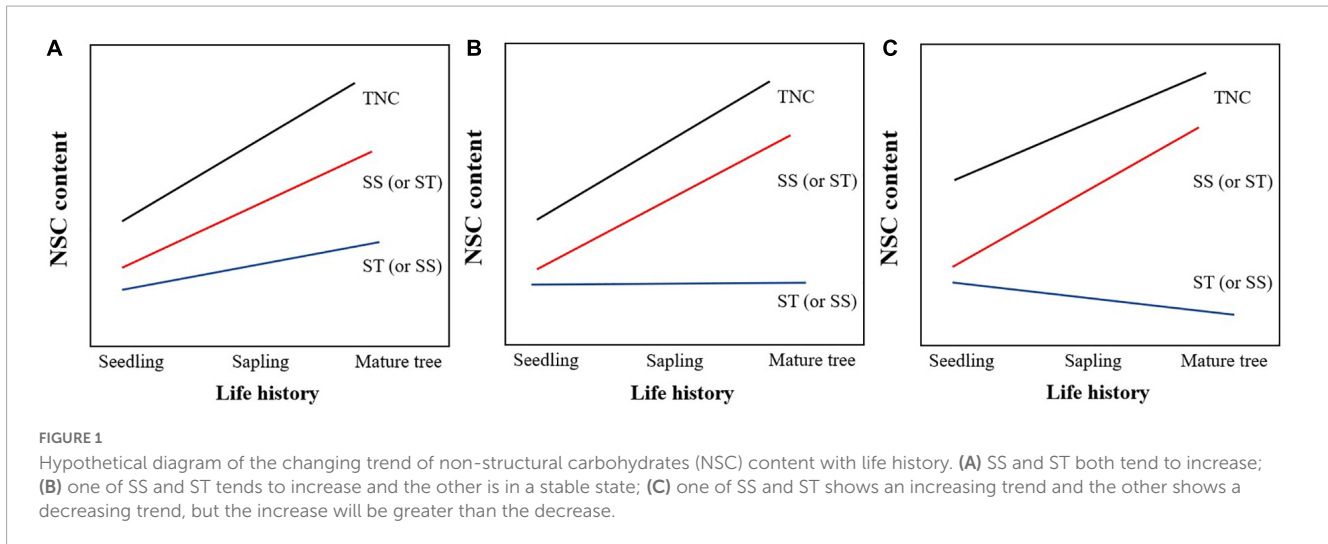 A
NSC content
TNC
SS (or ST)
ST (or SS)
Seedling Sapling Mature tree
Life history
B
NSC content
TNC
SS (or ST)
ST (or SS)
Seedling Sapling Mature tree
Life history
C
NSC content
TNC
SS (or ST)
ST (or SS)
Seedling Sapling Mature tree
Life history
FIGURE 1
Hypothetical diagram of the changing trend of non-structural carbohydrates (NSC) content with life history. (A) SS and ST both tend to increase;
(B) one of SS and ST tends to increase and the other is in a stable state; (C) one of SS and ST shows an increasing trend and the other shows a
decreasing trend, but the increase will be greater than the decrease.